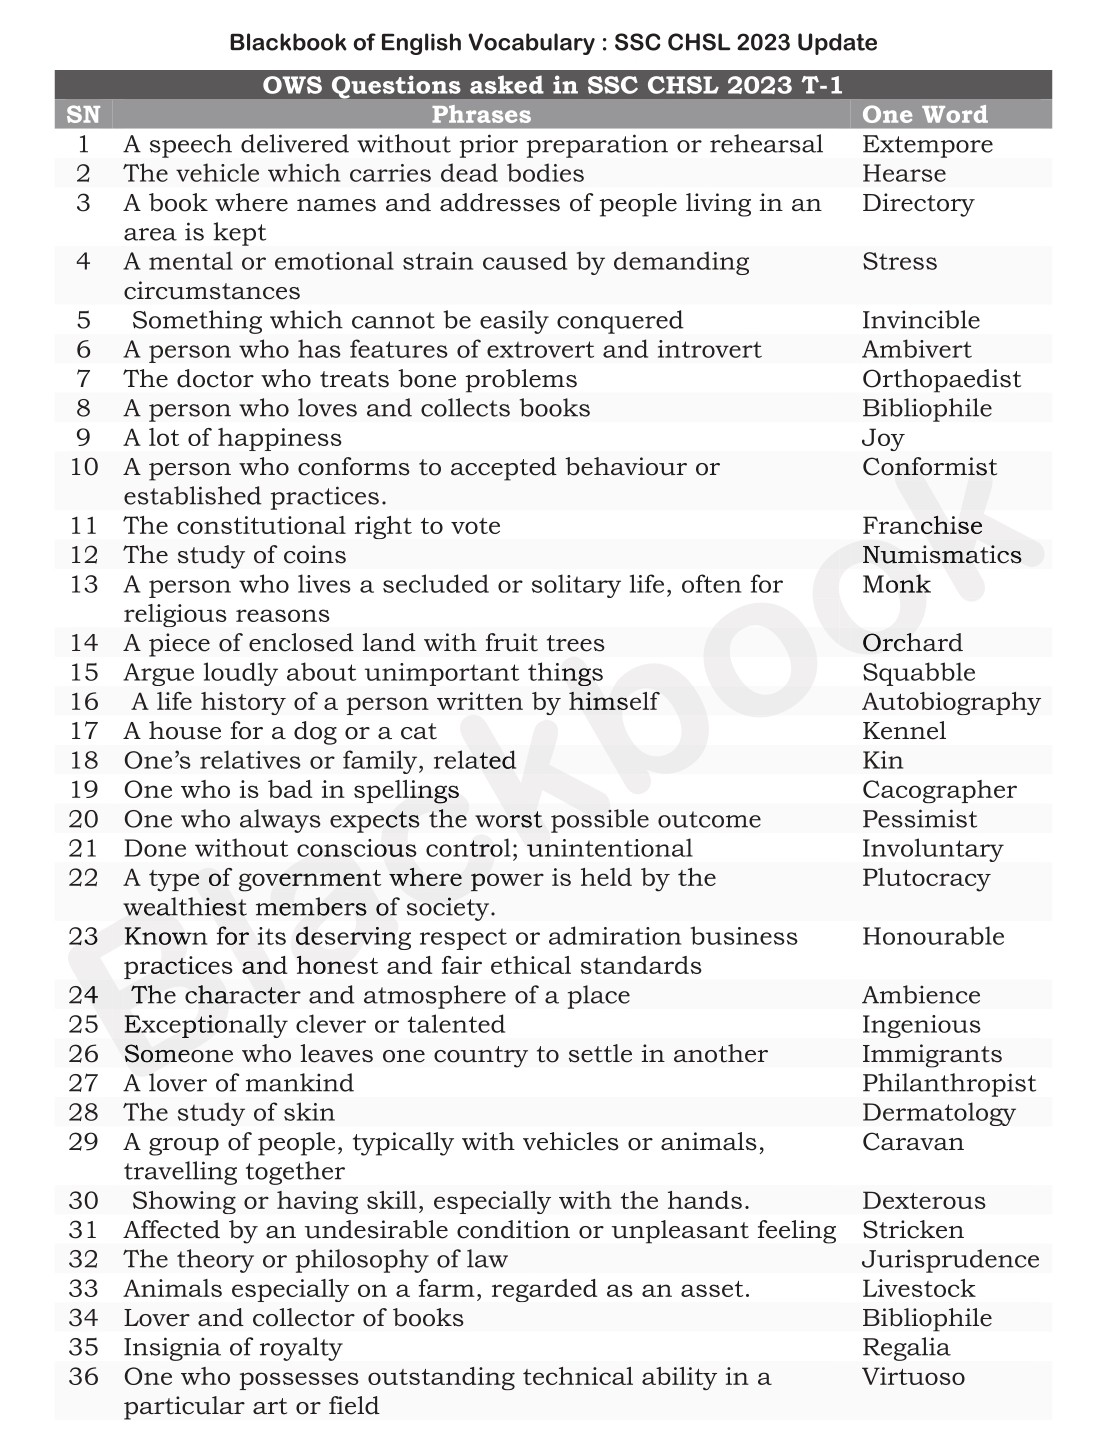 Blackbook of English Vocabulary : SSC CHSL 2023 Update
OWS Questions asked in SSC CHSL 2023 T-1
SN Phrases One Word
1 A speech delivered without prior preparation or rehearsal Extempore
2 The vehicle which carries dead bodies Hearse
3 A book where names and addresses of people living in an Directory
area is kept
4 A mental or emotional strain caused by demanding Stress
circumstances
5 Something which cannot be easily conquered Invincible
6 A person who has features of extrovert and introvert Ambivert
7 The doctor who treats bone problems Orthopaedist
8 A person who loves and collects books Bibliophile
9 A lot of happiness Joy
10 A person who conforms to accepted behaviour or Conformist
established practices.
11 The constitutional right to vote Franchise
12 The study of coins Numismatics
13 A person who lives a secluded or solitary life, often for Monk
religious reasons
14 A piece of enclosed land with fruit trees Orchard
15 Argue loudly about unimportant things Squabble
16 A life history of a person written by himself Autobiography
17 A house for a dog or a cat Kennel
18 One’s relatives or family, related Kin
19 One who is bad in spellings Cacographer
20 One who always expects the worst possible outcome Pessimist
21 Done without conscious control; unintentional Involuntary
22 A type of government where power is held by the Plutocracy
wealthiest members of society.
23 Known for its deserving respect or admiration business Honourable
practices and honest and fair ethical standards
24 The character and atmosphere of a place Ambience
25 Exceptionally clever or talented Ingenious
26 Someone who leaves one country to settle in another Immigrants
27 A lover of mankind Philanthropist
28 The study of skin Dermatology
29 A group of people, typically with vehicles or animals, Caravan
travelling together
30 Showing or having skill, especially with the hands. Dexterous
31 Affected by an undesirable condition or unpleasant feeling Stricken
32 The theory or philosophy of law Jurisprudence
33 Animals especially on a farm, regarded as an asset. Livestock
34 Lover and collector of books Bibliophile
35 Insignia of royalty Regalia
36 One who possesses outstanding technical ability in a Virtuoso
particular art or field
Blackbook